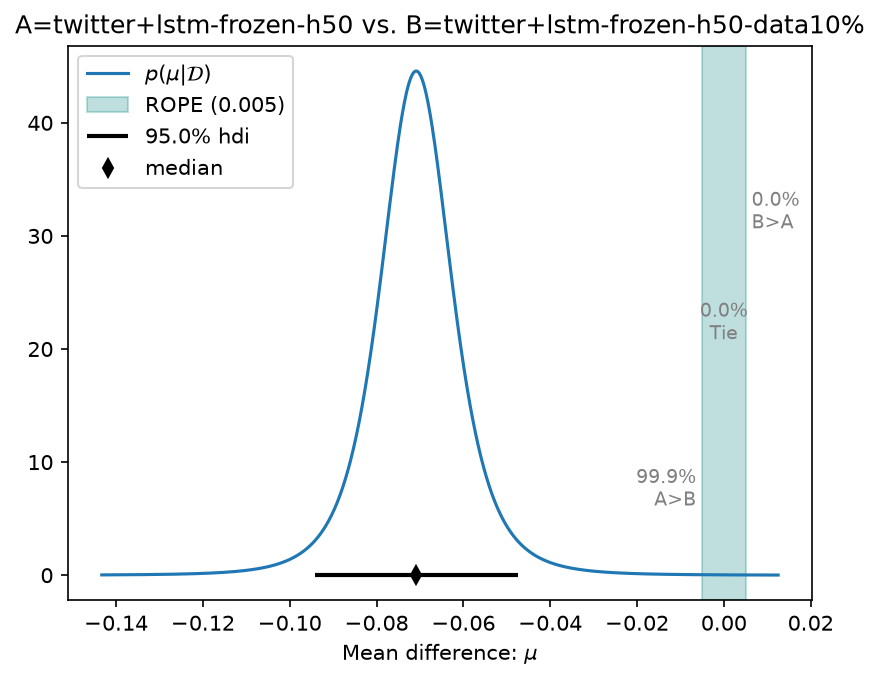 A=twitter+lstm-frozen-h50 vs. B=twitter+lstm-frozen-h50-data10%
p(μ|𝒟)
ROPE (0.005)
95.0% hdi
median
40
30
20
10
0
0.0%
B>A
0.0%
Tie
99.9%
A>B
−0.14 −0.12 −0.10 −0.08 −0.06 −0.04 −0.02 0.00 0.02
Mean difference: μ